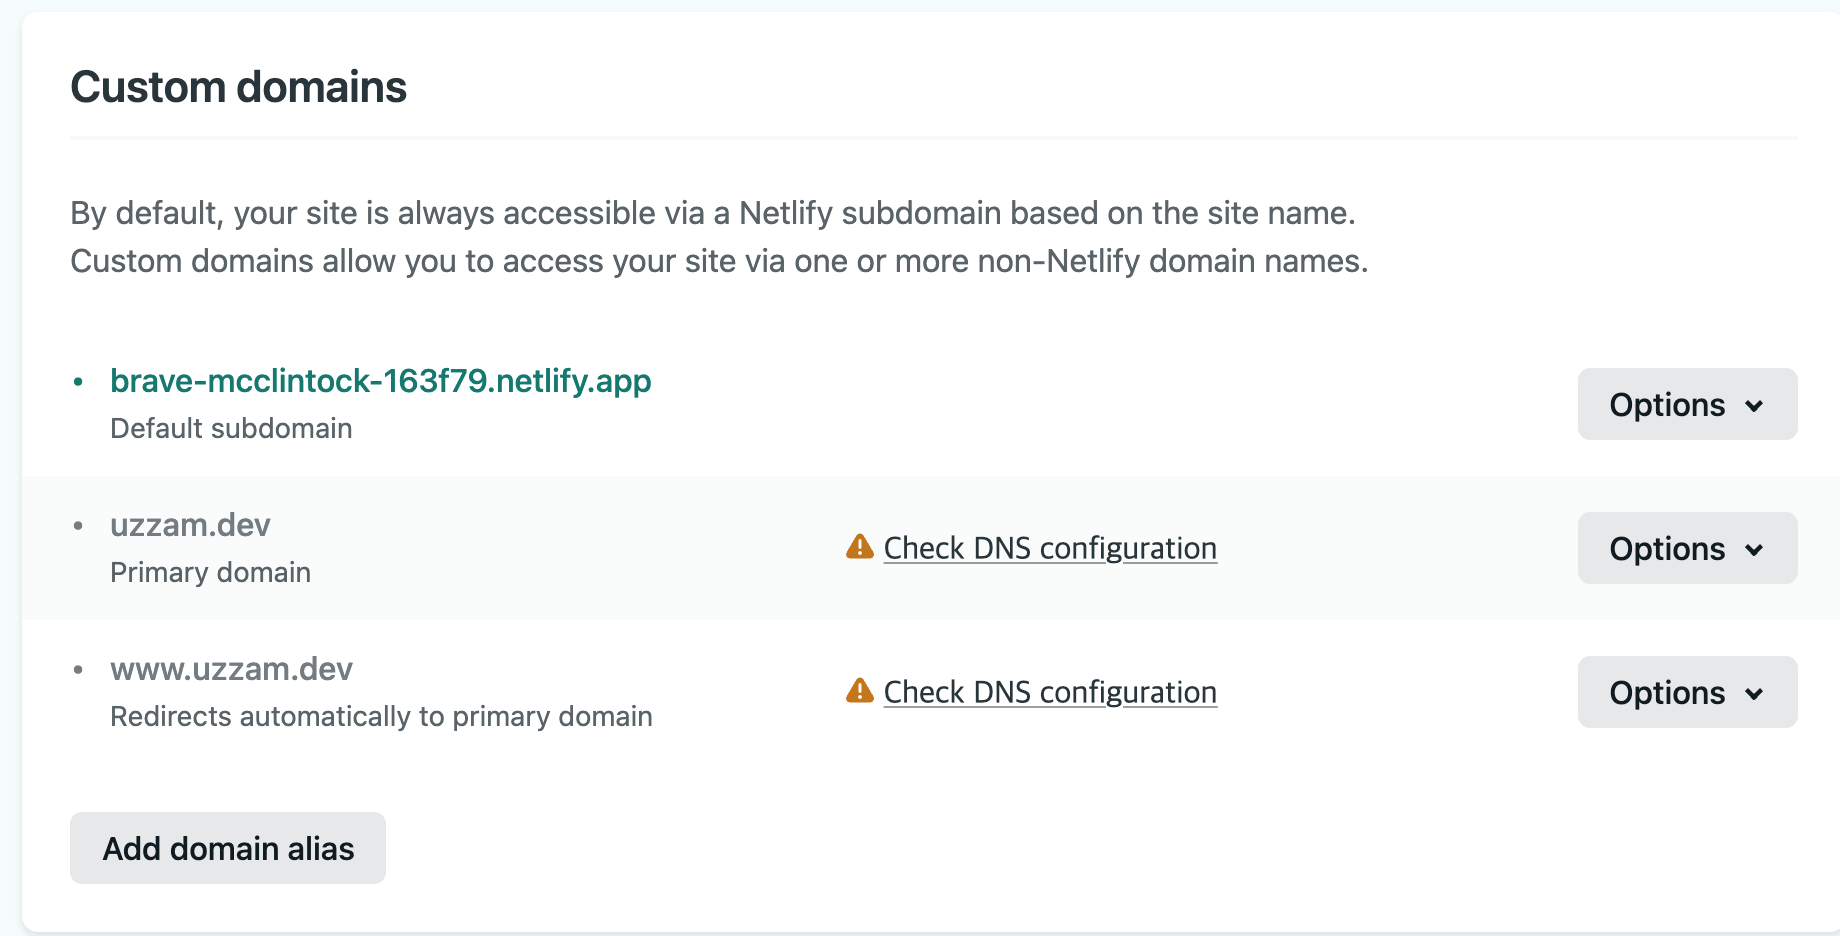 Custom domains
By default, your site is always accessible via a Netlify subdomain based on the site name.
Custom domains allow you to access your site via one or more non-Netlify domain names.
• brave-mcclintock-163f79.netlify.app
Default subdomain
Options
• uzzam.dev
Primary domain
Check DNS configuration
Options
• www.uzzam.dev
Redirects automatically to primary domain
Check DNS configuration
Options
Add domain alias